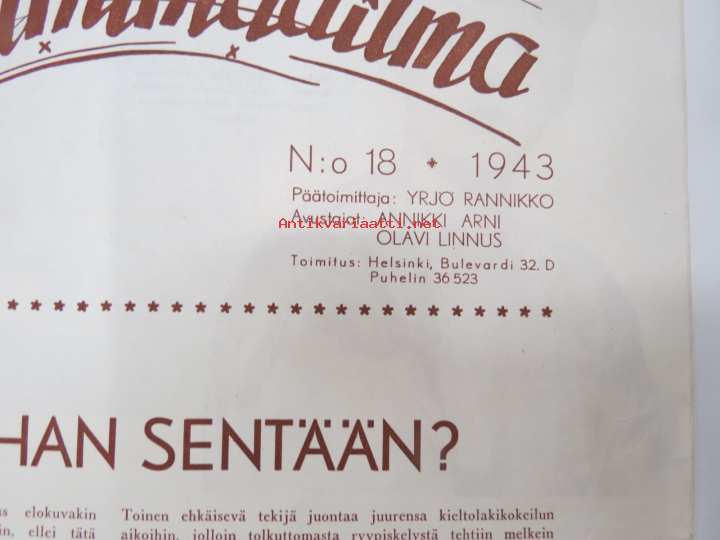 N:o 18 * 1943
Päätoimittaja: YRJÖ RANNIKKO
Avustajat: ANNIKKI ARNI
OLAVI LINNUS
Antikvariaatti.net
Toimitus: Helsinki, Bulevardi 32. D
Puhelin 36 523
HAN SENTÄÄN?
elokuvakin
ellei tätä
Toinen ehkäisevä tekijä juontaa juurensa kieltolakikokeilun
aikoihin, jolloin tolkuttomasta ryypiskelystä tehtiin melkein